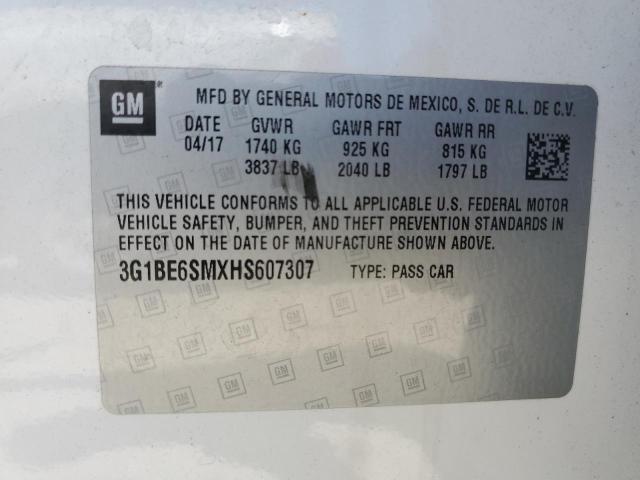 GM
MFD BY GENERAL MOTORS DE MEXICO, S. DE R.L. DE C.V.
DATE GVWR GAWR FRT GAWR RR
04/17 1740 KG 925 KG 815 KG
3837 LB 2040 LB 1797 LB
THIS VEHICLE CONFORMS TO ALL APPLICABLE U.S. FEDERAL MOTOR
VEHICLE SAFETY, BUMPER, AND THEFT PREVENTION STANDARDS IN
EFFECT ON THE DATE OF MANUFACTURE SHOWN ABOVE.
3G1BE6SMXHS607307 TYPE: PASS CAR